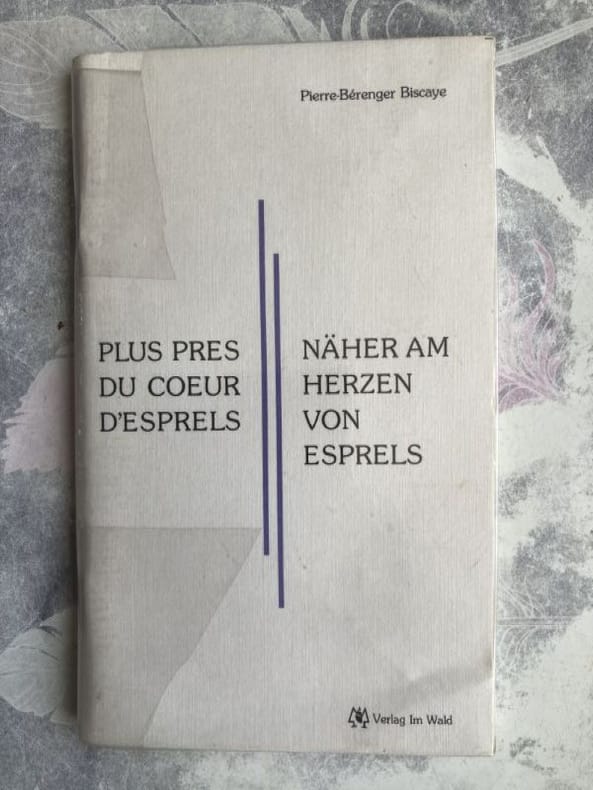 Pierre-Bérenger Biscaye
PLUS PRES
DU COEUR
D'ESPRELS
NÄHER AM
HERZEN
VON
ESPRELS
Verlag Im Wald